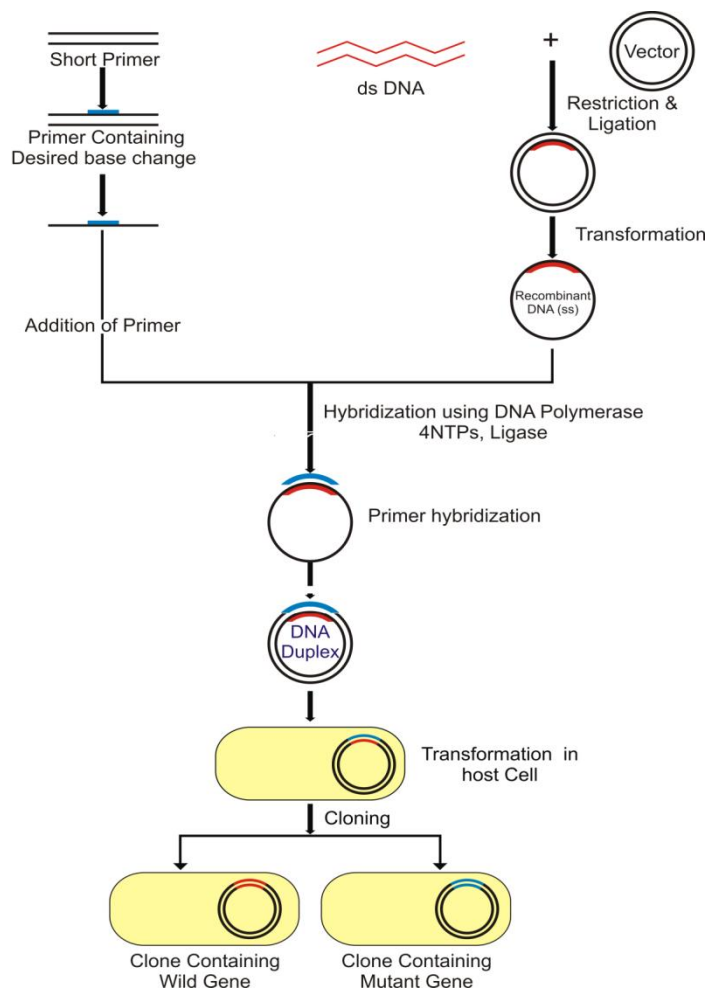 Short Primer
Primer Containing
Desired base change
Addition of Primer
ds DNA
+
Vector
Restriction &
Ligation
Transformation
Recombinant
DNA (ss)
Hybridization using DNA Polymerase
4NTPs, Ligase
Primer hybridization
DNA
Duplex
Transformation in
host Cell
Cloning
Clone Containing
Wild Gene
Clone Containing
Mutant Gene